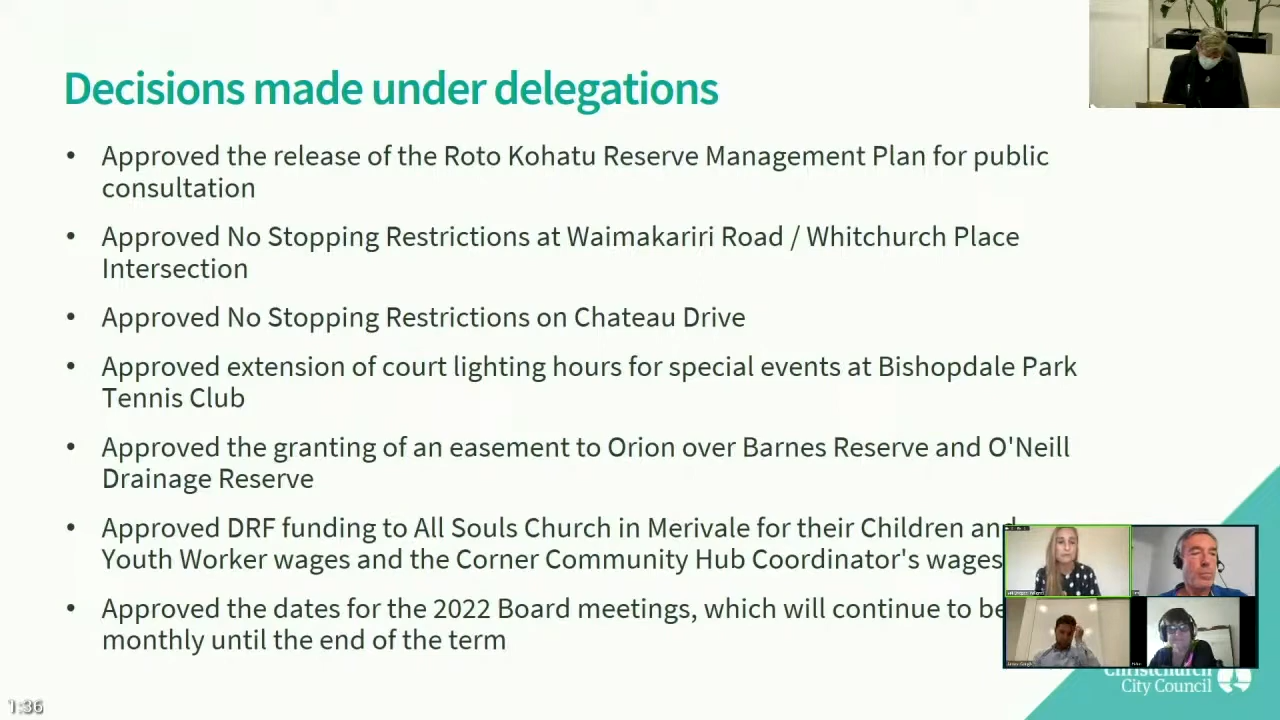 Decisions made under delegations
• Approved the release of the Roto Kohatu Reserve Management Plan for public
consultation
• Approved No Stopping Restrictions at Waimakariri Road / Whitchurch Place
Intersection
• Approved No Stopping Restrictions on Chateau Drive
• Approved extension of court lighting hours for special events at Bishopdale Park
Tennis Club
• Approved the granting of an easement to Orion over Barnes Reserve and O'Neill
Drainage Reserve
• Approved DRF funding to All Souls Church in Merivale for their Children and
Youth Worker wages and the Corner Community Hub Coordinator's wages
• Approved the dates for the 2022 Board meetings, which will continue to be
monthly until the end of the term
Christchurch
City Council
1:36